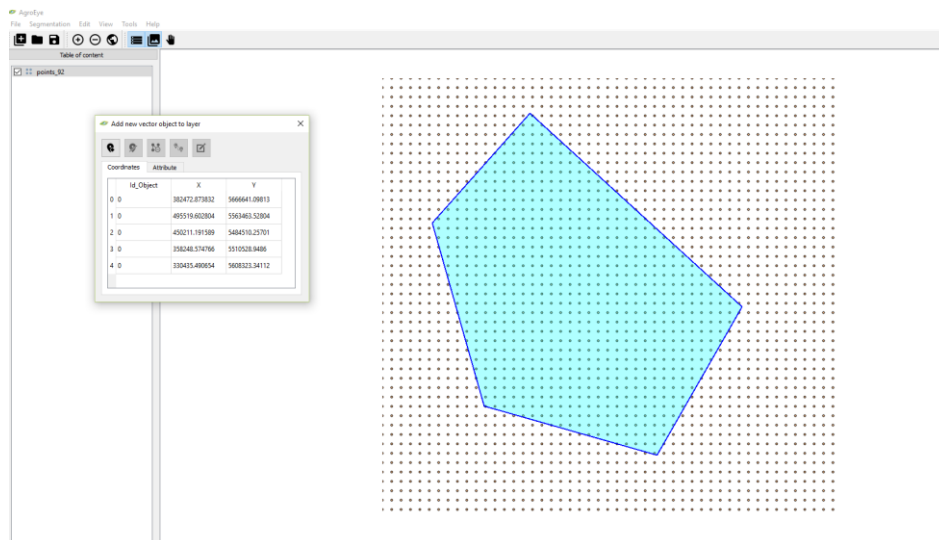 AgroEye
File Segmentation Edit View Tools Help
Table of content
points_92
Add new vector object to layer
Coordinates Attribute
Id_Object X Y
0 0 382472.873832 5666641.09813
1 0 495519.602804 5563463.52804
2 0 450211.191589 5484510.25701
3 0 358248.574766 5510528.9486
4 0 330435.490654 5608323.34112